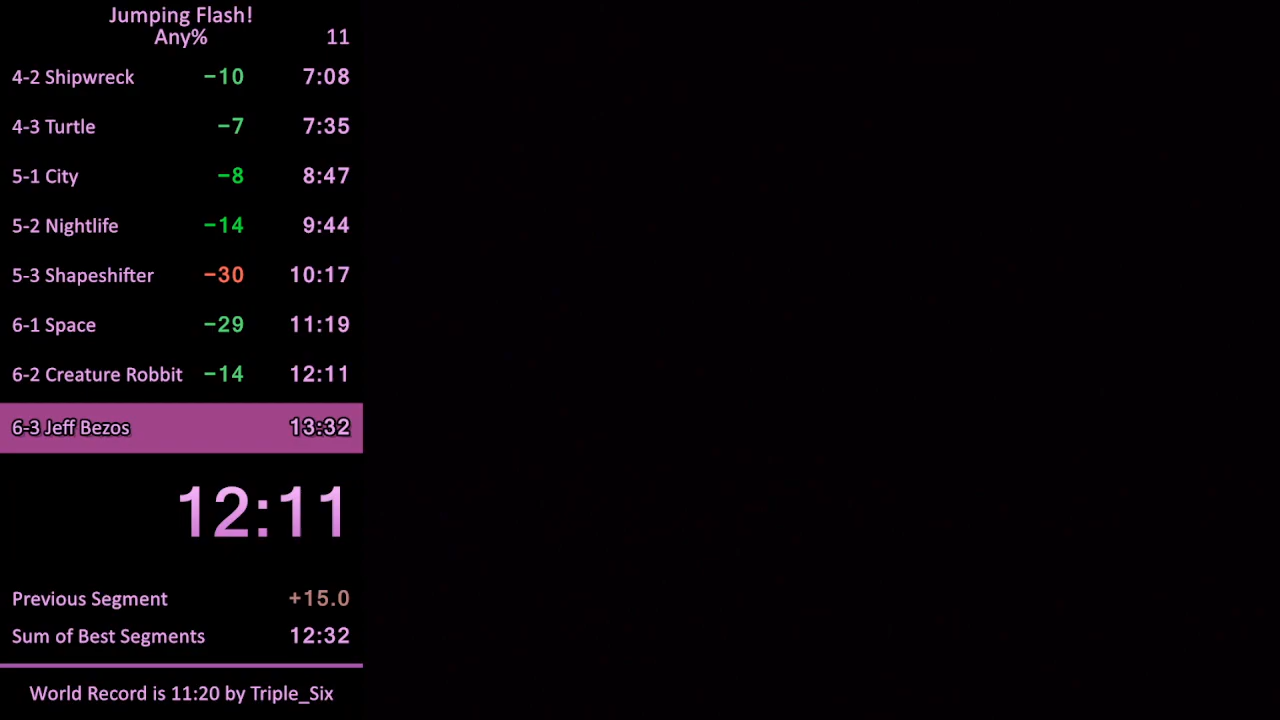 Jumping Flash!
Any% 11
4-2 Shipwreck −10 7:08
4-3 Turtle −7 7:35
5-1 City −8 8:47
5-2 Nightlife −14 9:44
5-3 Shapeshifter −30 10:17
6-1 Space −29 11:19
6-2 Creature Robbit −14 12:11
6-3 Jeff Bezos 13:32
12:11
Previous Segment +15.0
Sum of Best Segments 12:32
World Record is 11:20 by Triple_Six